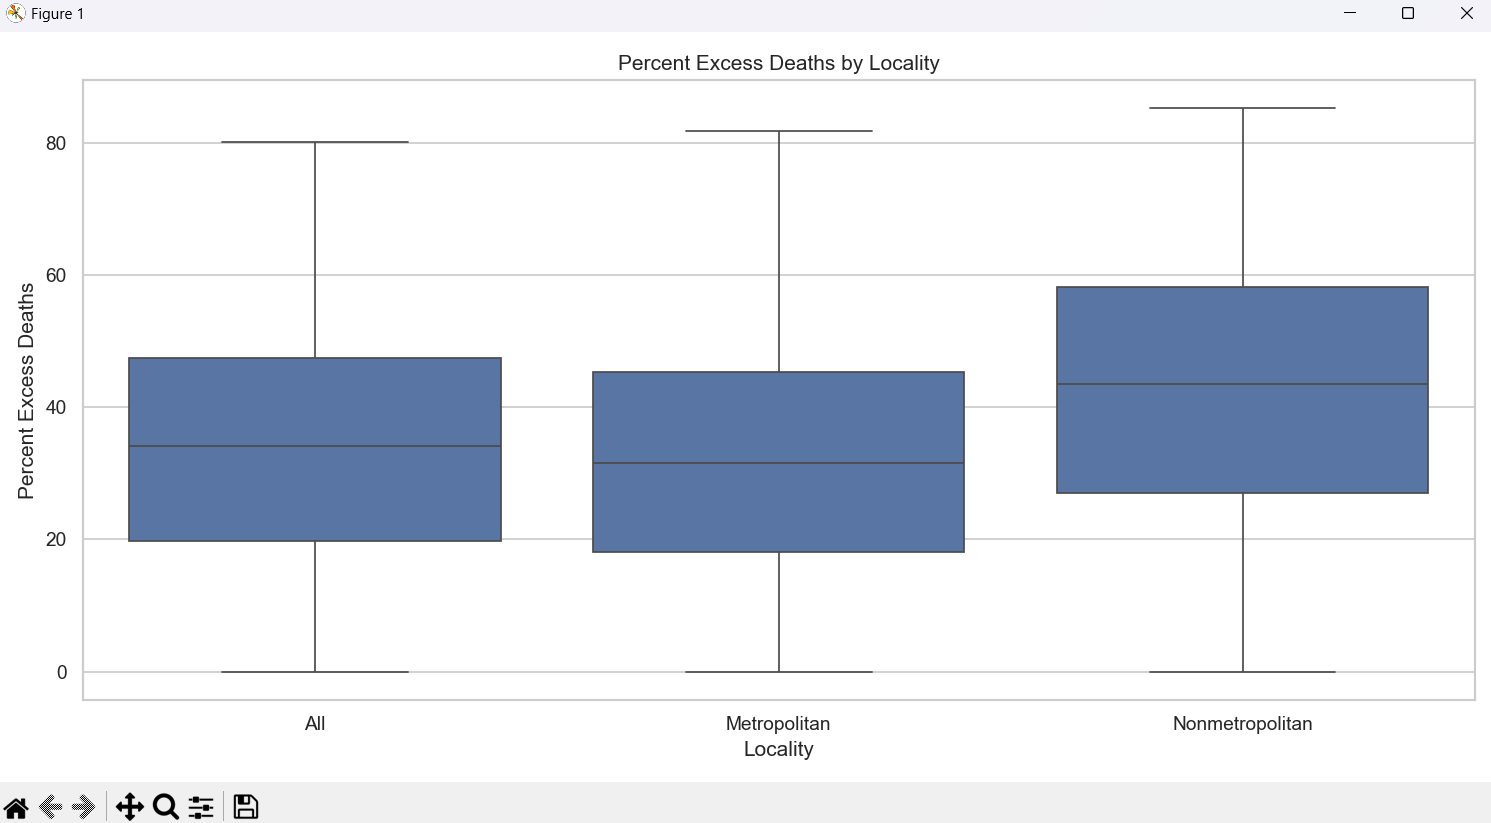 Figure 1
Percent Excess Deaths by Locality
Percent Excess Deaths
80
60
40
20
0
All Metropolitan Nonmetropolitan
Locality